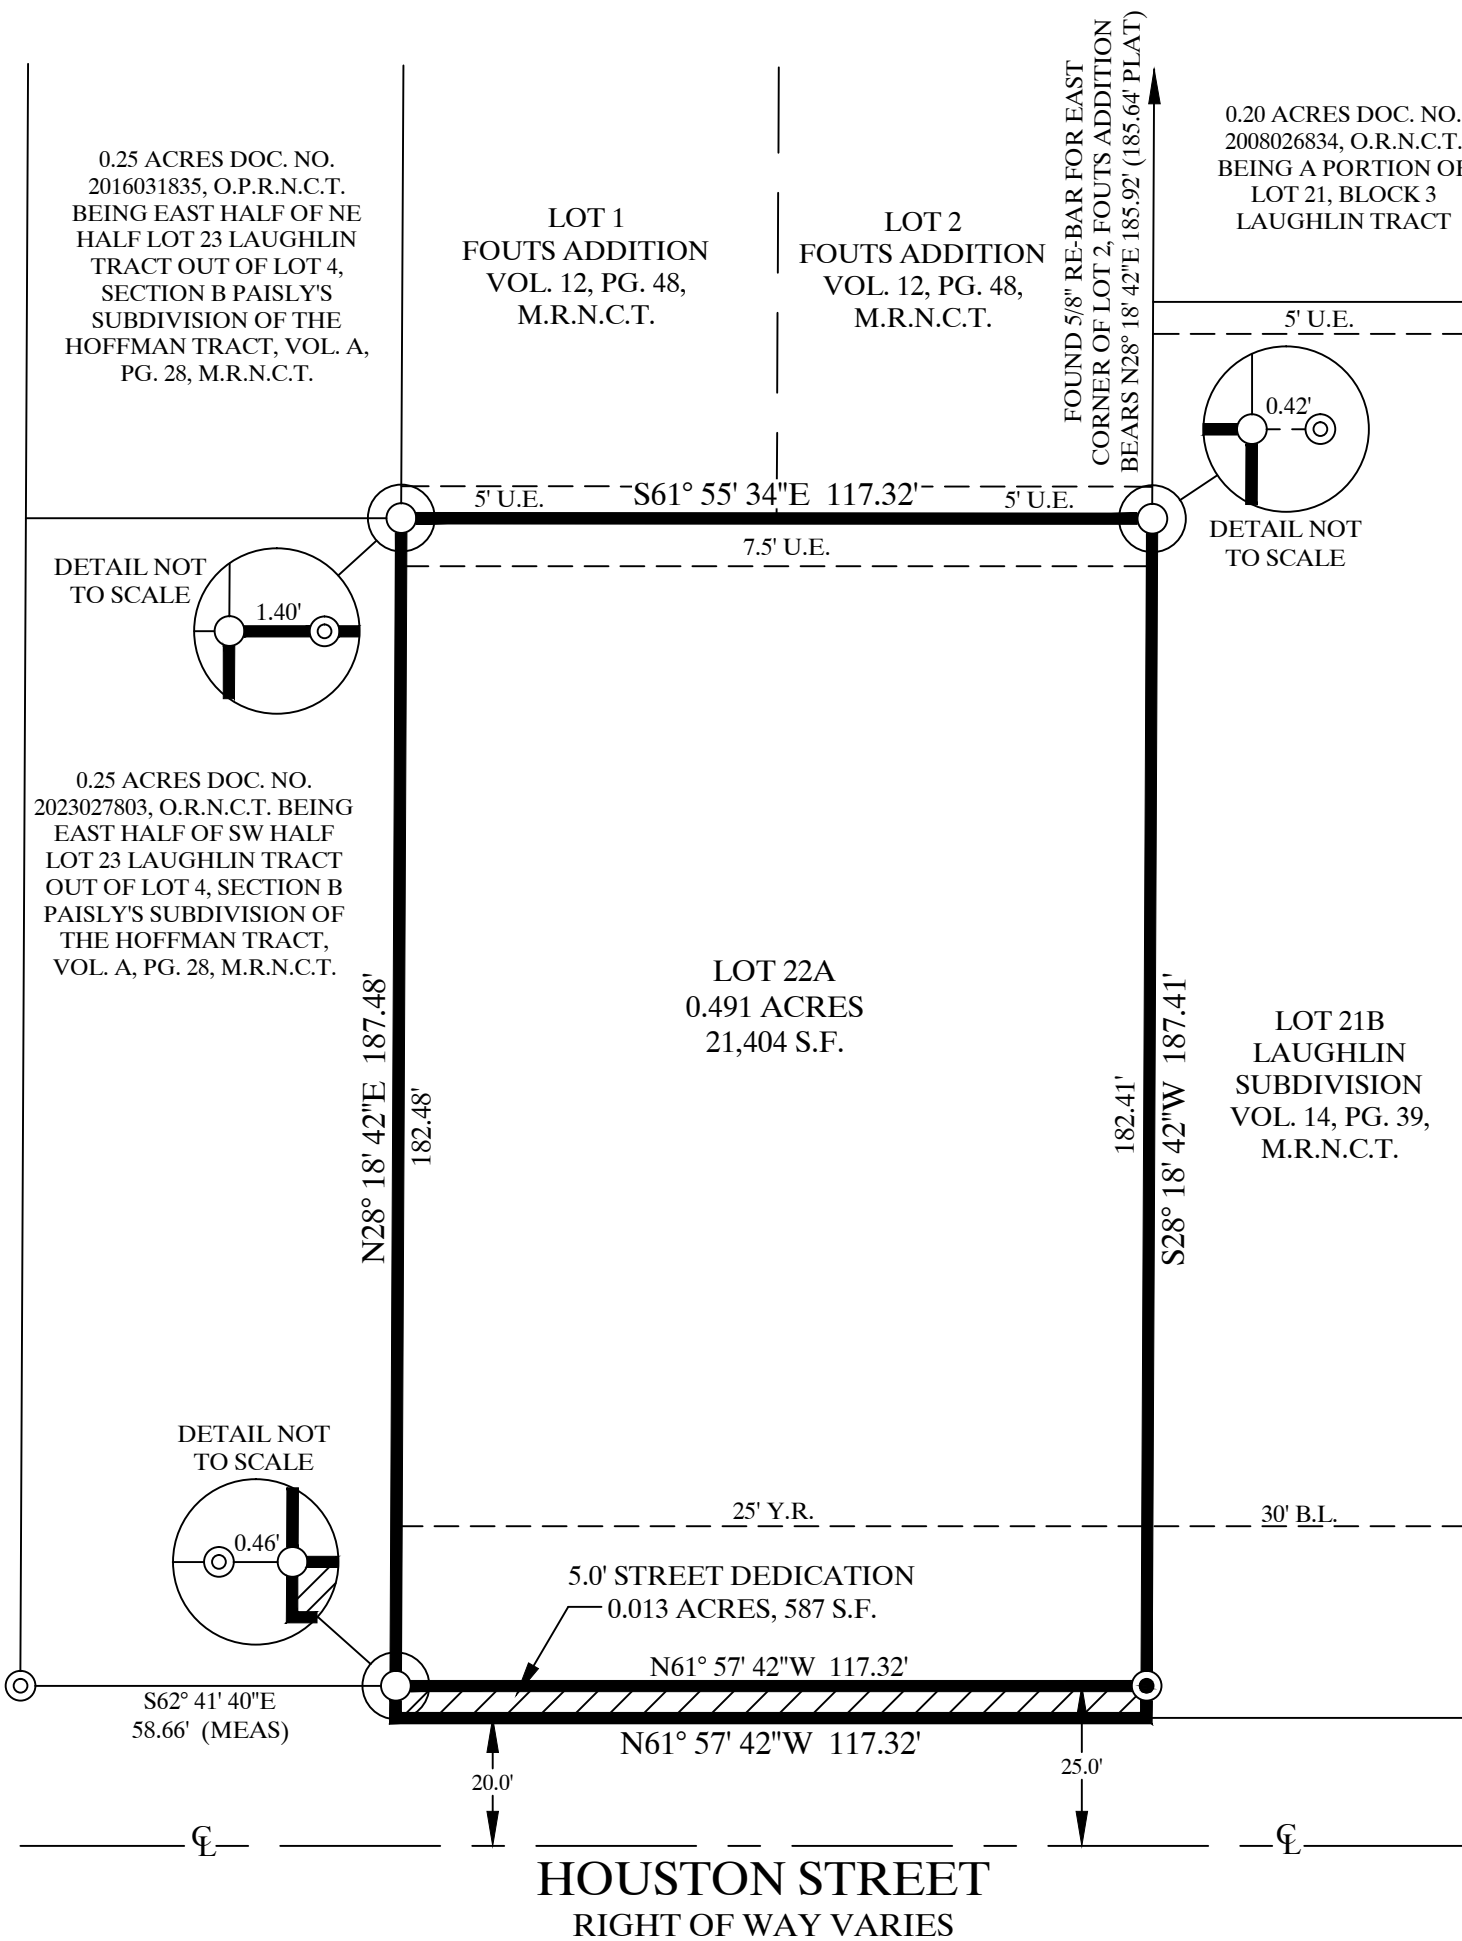 0.25 ACRES DOC. NO.
2016031835, O.P.R.N.C.T.
BEING EAST HALF OF NE
HALF LOT 23 LAUGHLIN
TRACT OUT OF LOT 4,
SECTION B PAISLY'S
SUBDIVISION OF THE
HOFFMAN TRACT, VOL. A,
PG. 28, M.R.N.C.T.
LOT 1
FOUTS ADDITION
VOL. 12, PG. 48,
M.R.N.C.T.
LOT 2
FOUTS ADDITION
VOL. 12, PG. 48,
M.R.N.C.T.
FOUND 5/8" RE-BAR FOR EAST
CORNER OF LOT 2, FOUTS ADDITION
BEARS N28° 18' 42"E 185.92' (185.64' PLAT)
0.20 ACRES DOC. NO.
2008026834, O.R.N.C.T.
BEING A PORTION OF
LOT 21, BLOCK 3
LAUGHLIN TRACT
5' U.E.
0.42'
DETAIL NOT
TO SCALE
5' U.E.
S61° 55' 34"E 117.32'
5' U.E.
7.5' U.E.
DETAIL NOT
TO SCALE
1.40'
0.25 ACRES DOC. NO.
2023027803, O.R.N.C.T. BEING
EAST HALF OF SW HALF
LOT 23 LAUGHLIN TRACT
OUT OF LOT 4, SECTION B
PAISLY'S SUBDIVISION OF
THE HOFFMAN TRACT,
VOL. A, PG. 28, M.R.N.C.T.
N28° 18' 42"E 187.48'
182.48'
LOT 22A
0.491 ACRES
21,404 S.F.
182.41'
S28° 18' 42"W 187.41'
LOT 21B
LAUGHLIN
SUBDIVISION
VOL. 14, PG. 39,
M.R.N.C.T.
DETAIL NOT
TO SCALE
0.46'
25' Y.R.
30' B.L.
5.0' STREET DEDICATION
0.013 ACRES, 587 S.F.
N61° 57' 42"W 117.32'
S62° 41' 40"E
58.66' (MEAS)
N61° 57' 42"W 117.32'
20.0'
25.0'
℄
℄
HOUSTON STREET
RIGHT OF WAY VARIES